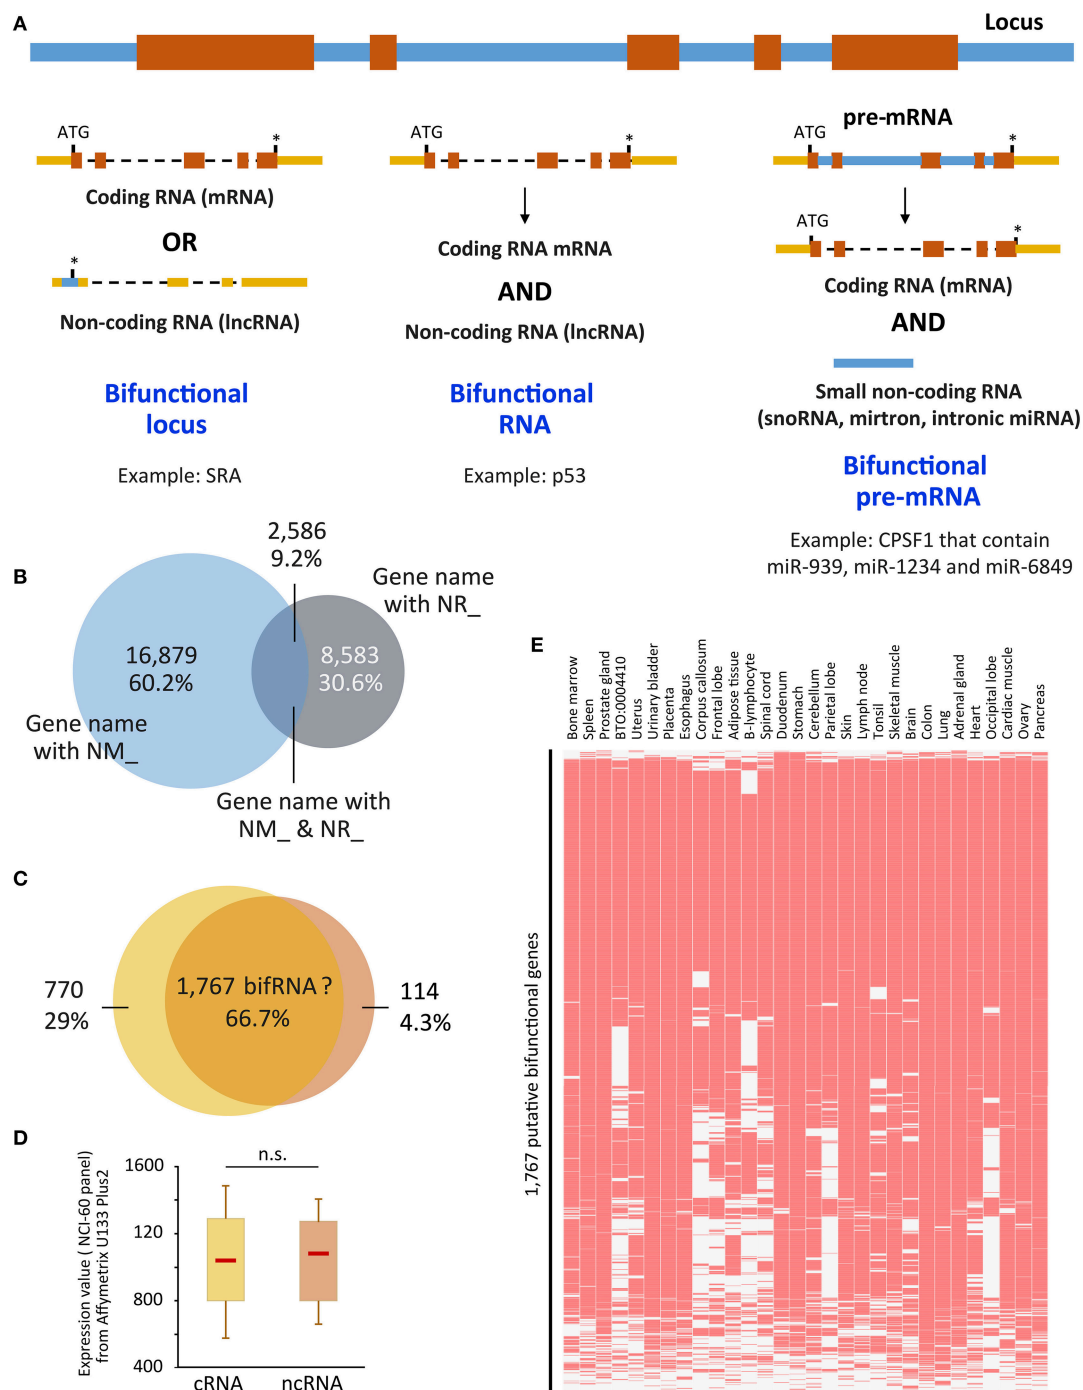 A
Locus
ATG
*
Coding RNA (mRNA)
OR
*
Non-coding RNA (lncRNA)
Bifunctional
locus
Example: SRA
ATG
*
Coding RNA mRNA
AND
Non-coding RNA (lncRNA)
Bifunctional
RNA
Example: p53
pre-mRNA
ATG
*
ATG
*
Coding RNA (mRNA)
AND
Small non-coding RNA
(snoRNA, mirtron, intronic miRNA)
Bifunctional
pre-mRNA
Example: CPSF1 that contain
miR-939, miR-1234 and miR-6849
B
2,586
9.2%
Gene name
with NR_
16,879
60.2%
8,583
30.6%
Gene name
with NM_
Gene name with
NM_ & NR_
C
770
29%
1,767 bifRNA ?
66.7%
114
4.3%
D
Expression value ( NCI-60 panel)
from Affymetrix U133 Plus2
1600
120
800
400
n.s.
cRNA
ncRNA
E
Bone marrow
Spleen
Prostate gland
BTO:0004410
Uterus
Urinary bladder
Placenta
Esophagus
Corpus callosum
Frontal lobe
Adipose tissue
B-lymphocyte
Spinal cord
Duodenum
Stomach
Cerebellum
Parietal lobe
Skin
Lymph node
Tonsil
Skeletal muscle
Brain
Colon
Lung
Adrenal gland
Heart
Occipital lobe
Cardiac muscle
Ovary
Pancreas
1,767 putative bifunctional genes